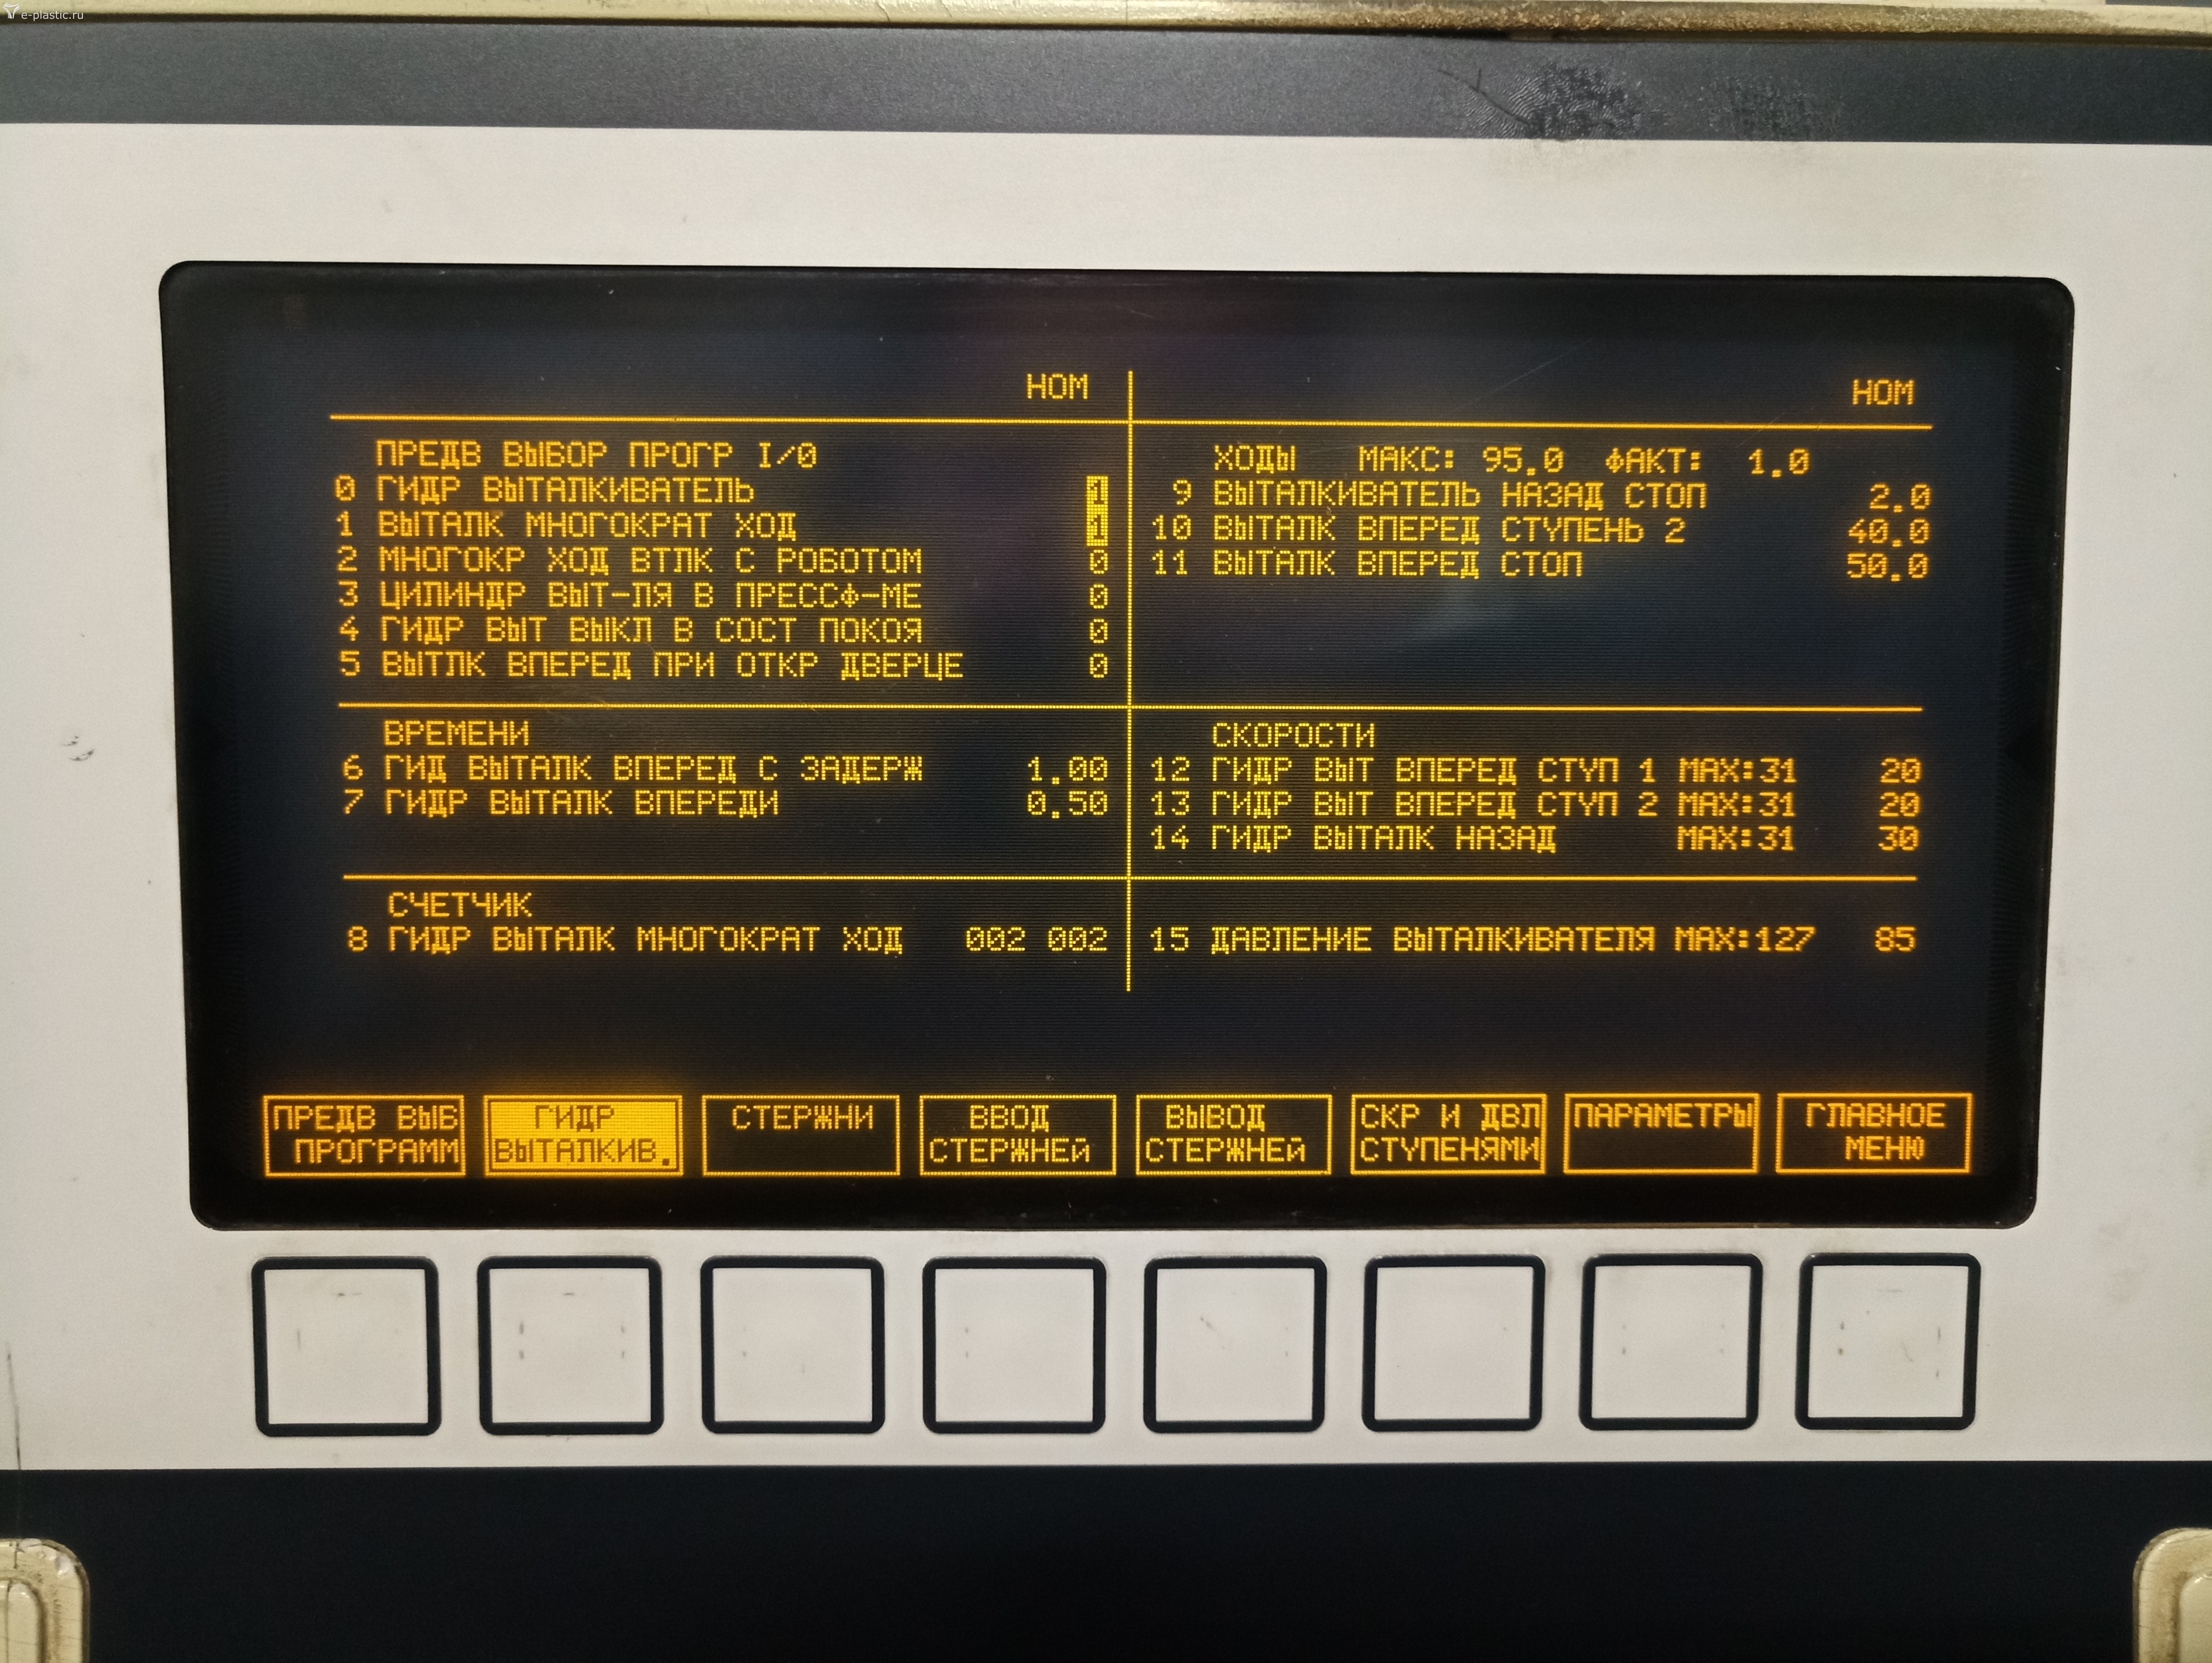 e-plastic.ru
НОМ
ПРЕДВ ВЫБОР ПРОГР I/0
0 ГИДР ВЫТАЛКИВАТЕЛЬ 1
1 ВЫТАЛК МНОГОКРАТ ХОД 1
2 МНОГОКР ХОД ВТЛК С РОБОТОМ 0
3 ЦИЛИНДР ВЫТ-ЛЯ В ПРЕССФ-МЕ 0
4 ГИДР ВЫТ ВЫКЛ В СОСТ ПОКОЯ 0
5 ВЫТЛК ВПЕРЕД ПРИ ОТКР ДВЕРЦЕ 0
ВРЕМЕНИ
6 ГИД ВЫТАЛК ВПЕРЕД С ЗАДЕРЖ 1.00
7 ГИДР ВЫТАЛК ВПЕРЕДИ 0.50
СЧЕТЧИК
8 ГИДР ВЫТАЛК МНОГОКРАТ ХОД 002 002
НОМ
ХОДЫ МАКС: 95.0 ФАКТ: 1.0
9 ВЫТАЛКИВАТЕЛЬ НАЗАД СТОП 2.0
10 ВЫТАЛК ВПЕРЕД СТУПЕНЬ 2 40.0
11 ВЫТАЛК ВПЕРЕД СТОП 50.0
СКОРОСТИ
12 ГИДР ВЫТ ВПЕРЕД СТУП 1 MAX:31 20
13 ГИДР ВЫТ ВПЕРЕД СТУП 2 MAX:31 20
14 ГИДР ВЫТАЛК НАЗАД MAX:31 30
15 ДАВЛЕНИЕ ВЫТАЛКИВАТЕЛЯ MAX:127 85
ПРЕДВ ВЫБ
ПРОГРАММ
ГИДР
ВЫТАЛКИВ.
СТЕРЖНИ
ВВОД
СТЕРЖНЕЙ
ВЫВОД
СТЕРЖНЕЙ
СКР И ДВЛ
СТУПЕНЯМИ
ПАРАМЕТРЫ
ГЛАВНОЕ
МЕНЮ